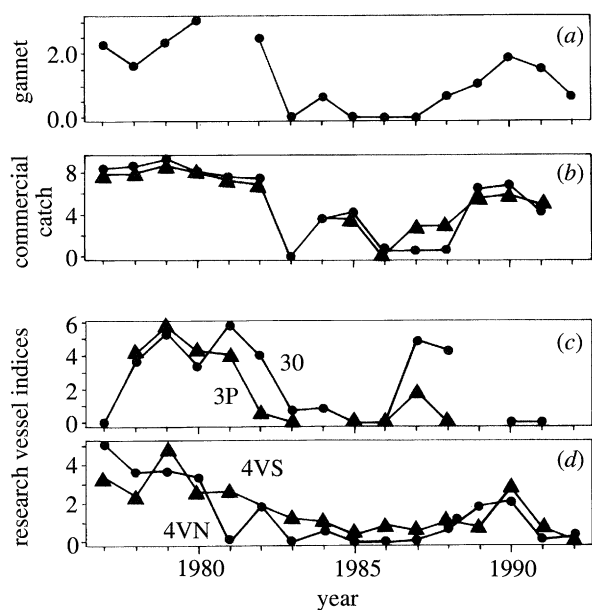 (a)
2.0
0.0
gannet
(b)
8
4
0
commercial
catch
(c)
6
4
2
0
30
3P
research vessel indices
(d)
4
2
0
4VS
4VN
1980 1985 1990
year